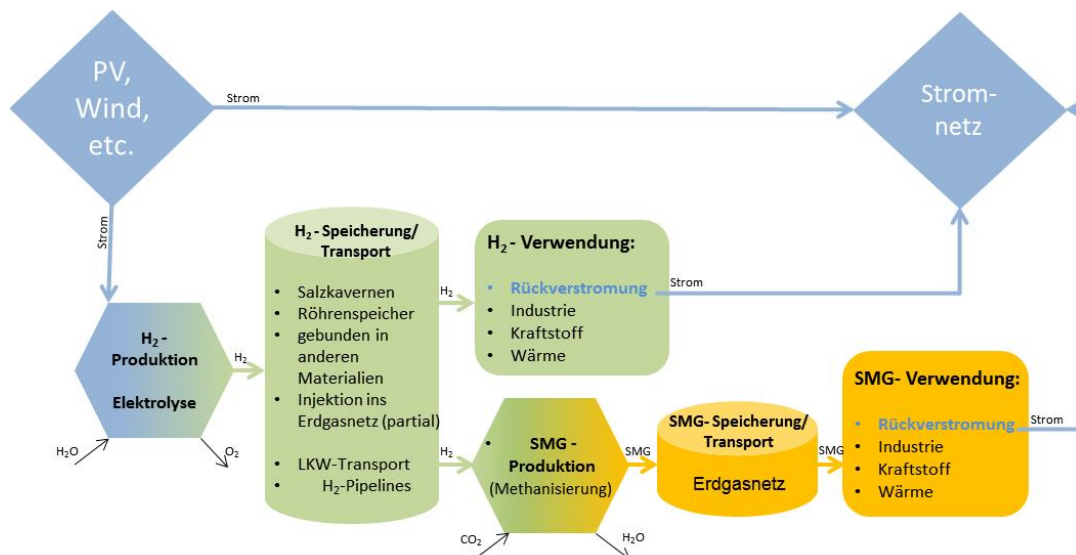 PV,
Wind,
etc.
Strom
Strom-
netz
Strom
H₂ - Speicherung/
Transport
• Salzkavernen
• Röhrenspeicher
• gebunden in
anderen
Materialien
• Injektion ins
Erdgasnetz (partial)
• LKW-Transport
• H₂-Pipelines
H₂
H₂ - Verwendung:
• Rückverstromung
• Industrie
• Kraftstoff
• Wärme
Strom
H₂ -
Produktion
Elektrolyse
H₂
H₂O
O₂
H₂
• SMG -
Produktion
(Methanisierung)
CO₂
H₂O
SMG
SMG- Speicherung/
Transport
Erdgasnetz
SMG
SMG- Verwendung:
• Rückverstromung
• Industrie
• Kraftstoff
• Wärme
Strom